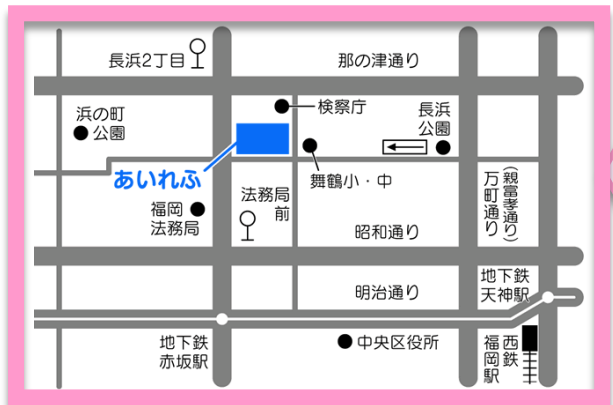 長浜2丁目
那の津通り
浜の町
公園
検察庁
長浜
公園
あいれふ
舞鶴小・中
福岡
法務局
法務局
前
万町通り
(親富孝通り)
昭和通り
明治通り
地下鉄
天神駅
地下鉄
赤坂駅
中央区役所
西鉄
福岡駅